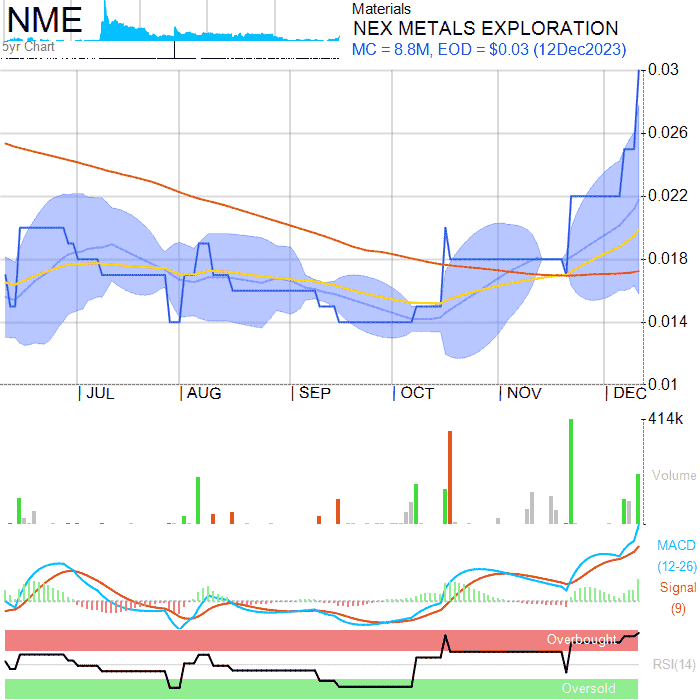 NME
5yr Chart
Materials
NEX METALS EXPLORATION
MC = 8.8M, EOD = $0.03 (12Dec2023)
0.03
0.026
0.022
0.018
0.014
0.01
JUL AUG SEP OCT NOV DEC
414k
Volume
MACD
(12-26)
Signal
(9)
Overbought
RSI(14)
Oversold